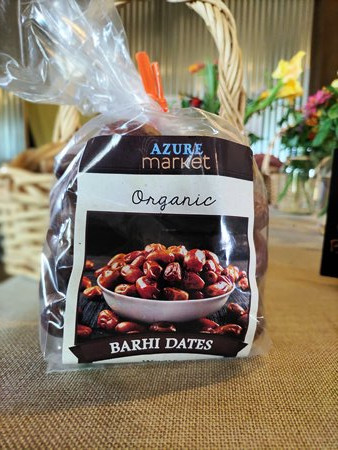 AZURE
market
Organic
BARHI DATES